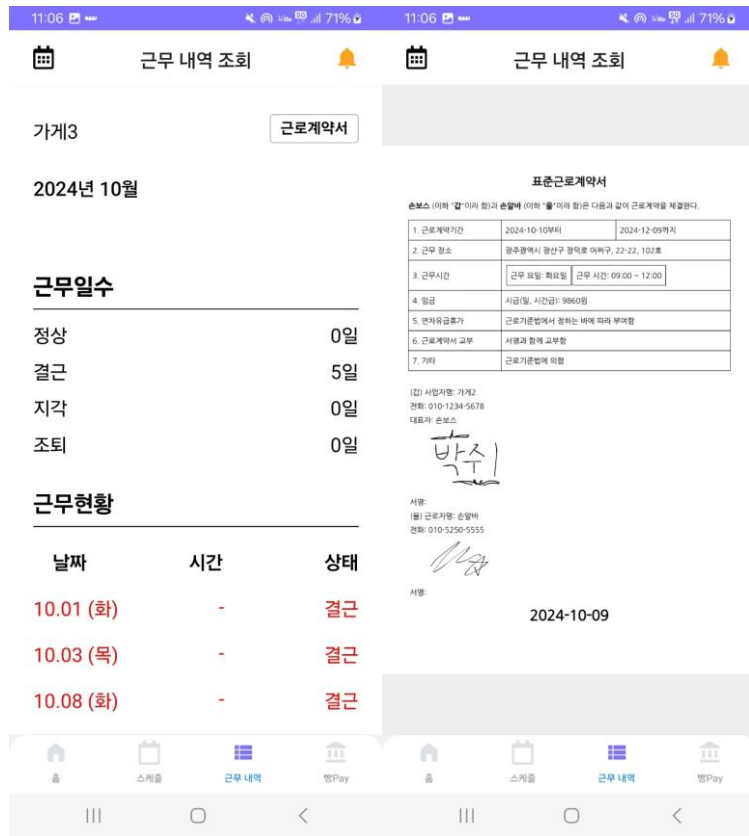 11:06
71%
근무 내역 조회
가게3
근로계약서
2024년 10월
근무일수
정상 0일
결근 5일
지각 0일
조퇴 0일
근무현황
날짜 시간 상태
10.01 (화) - 결근
10.03 (목) - 결근
10.08 (화) - 결근
홈 스케줄 근무 내역 빵Pay
11:06
71%
근무 내역 조회
표준근로계약서
손보스 (이하 "갑"이라 함)과 손알바 (이하 "을"이라 함)은 다음과 같이 근로계약을 체결한다.
1. 근로계약기간 2024-10-10부터 2024-12-09까지
2. 근무 장소 광주광역시 광산구 장덕로 어쩌구, 22-22, 102호
3. 근무시간 근무 요일: 화요일 근무 시간: 09:00 ~ 12:00
4. 임금 시급(일, 시간급): 9860원
5. 연차유급휴가 근로기준법에서 정하는 바에 따라 부여함
6. 근로계약서 교부 서명과 함께 교부함
7. 기타 근로기준법에 의함
(갑) 사업자명: 가게2
전화: 010-1234-5678
대표자: 손보스
서명:
(을) 근로자명: 손알바
전화: 010-5250-5555
서명:
2024-10-09
홈 스케줄 근무 내역 빵Pay